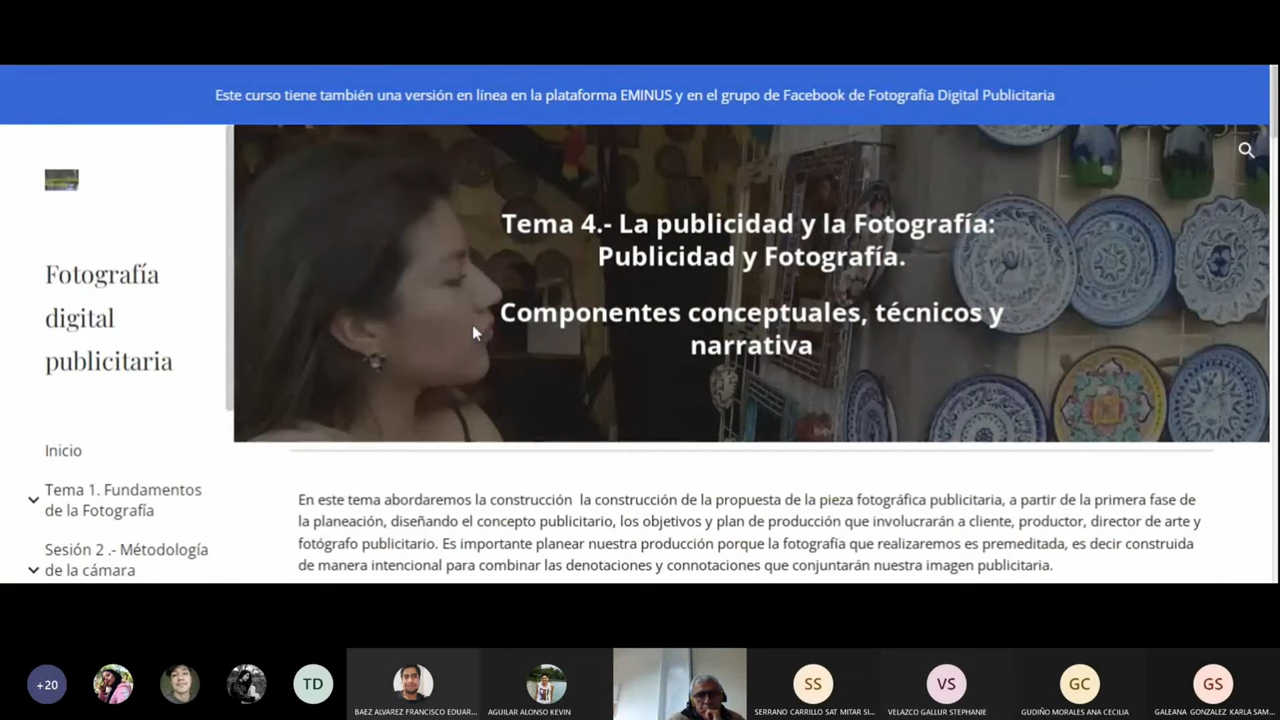 Este curso tiene también una versión en línea en la plataforma EMINUS y en el grupo de Facebook de Fotografía Digital Publicitaria
Tema 4.- La publicidad y la Fotografía:
Publicidad y Fotografía.
Componentes conceptuales, técnicos y
narrativa
Fotografía
digital
publicitaria
Inicio
Tema 1. Fundamentos
de la Fotografía
Sesión 2 .- Métodología
de la cámara
En este tema abordaremos la construcción la construcción de la propuesta de la pieza fotográfica publicitaria, a partir de la primera fase de
la planeación, diseñando el concepto publicitario, los objetivos y plan de producción que involucrarán a cliente, productor, director de arte y
fotógrafo publicitario. Es importante planear nuestra producción porque la fotografía que realizaremos es premeditada, es decir construida
de manera intencional para combinar las denotaciones y connotaciones que conjuntarán nuestra imagen publicitaria.
+20
TD
SS
VS
GC
GS
BAEZ ALVAREZ FRANCISCO EDUAR...
AGUILAR ALONSO KEVIN
SERRANO CARRILLO SAT MITAR SI...
VELAZCO GALLUR STEPHANIE
GUDIÑO MORALES ANA CECILIA
GALEANA GONZALEZ KARLA SAM...